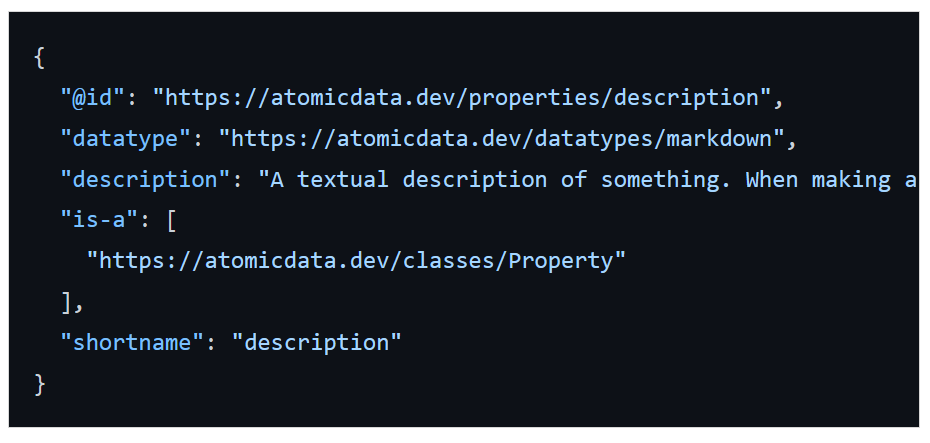 {
"@id": "https://atomicdata.dev/properties/description",
"datatype": "https://atomicdata.dev/datatypes/markdown",
"description": "A textual description of something. When making a
"is-a": [
"https://atomicdata.dev/classes/Property"
],
"shortname": "description"
}